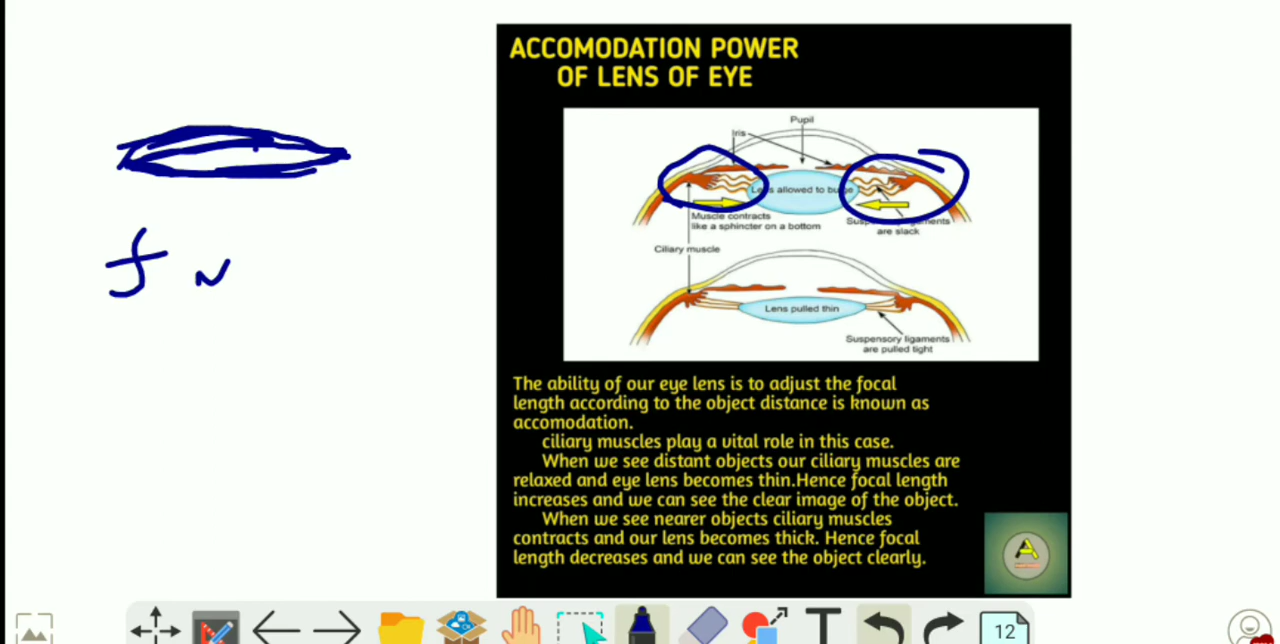 ACCOMODATION POWER
OF LENS OF EYE
Pupil
Iris
Lens allowed to bulge
Muscle contracts
like a sphincter on a bottom
are slack
Ciliary muscle
Lens pulled thin
Suspensory ligaments
are pulled tight
The ability of our eye lens is to adjust the focal
length according to the object distance is known as
accomodation.
ciliary muscles play a vital role in this case.
When we see distant objects our ciliary muscles are
relaxed and eye lens becomes thin.Hence focal length
increases and we can see the clear image of the object.
When we see nearer objects ciliary muscles
contracts and our lens becomes thick. Hence focal
length decreases and we can see the object clearly.
f N
A
T
12